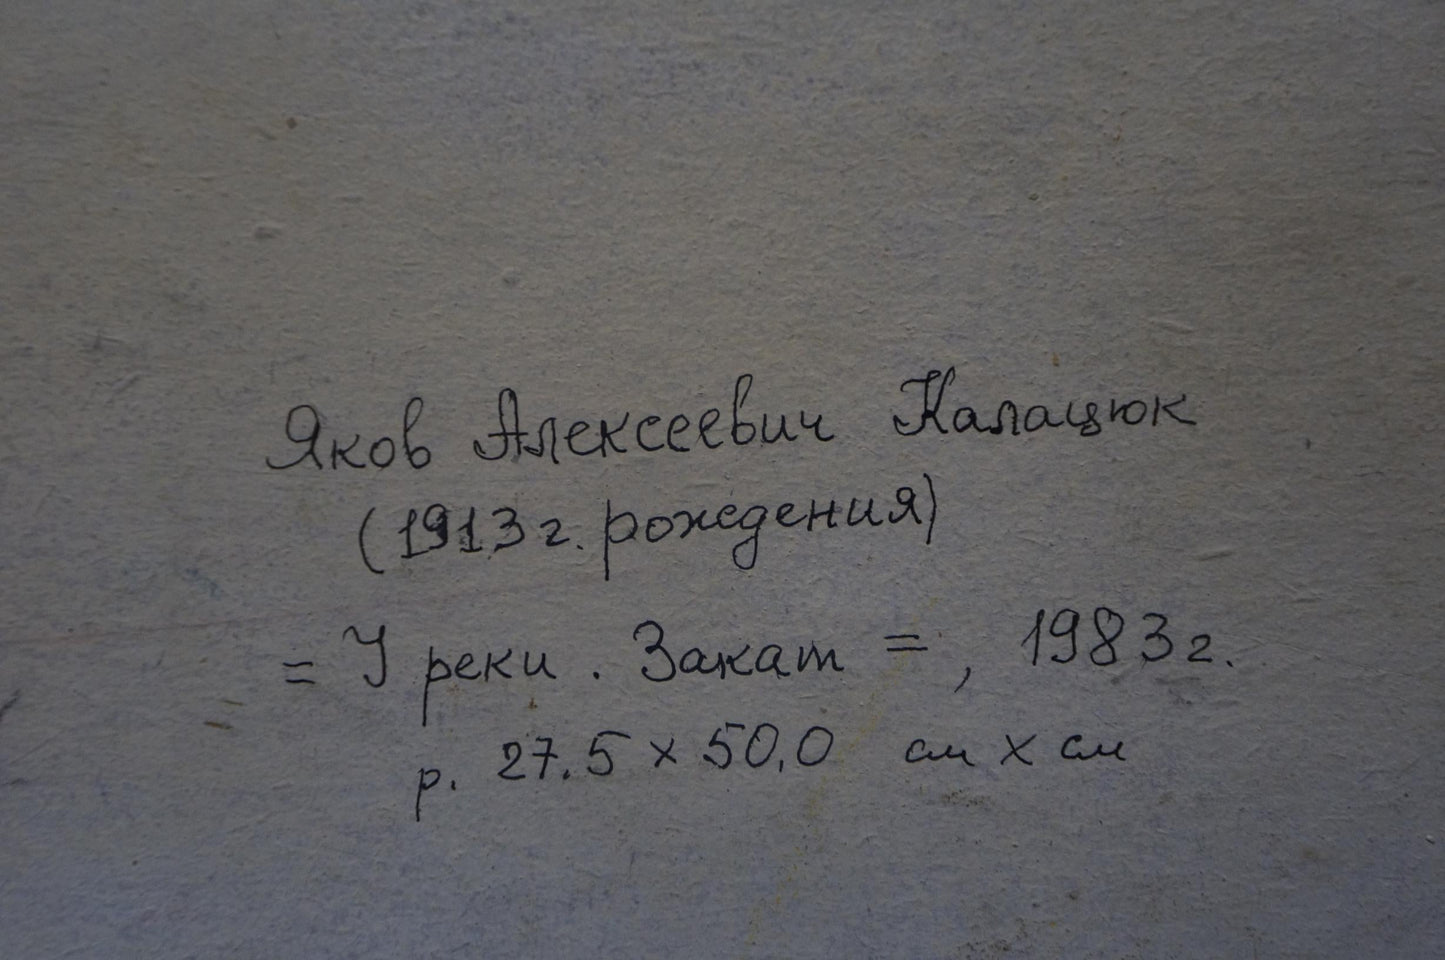 Яков Алексеевич Калацюк
(1913 г. рождения)
= У реки. Закат =, 1983 г.
р. 27.5 x 50,0 см x см